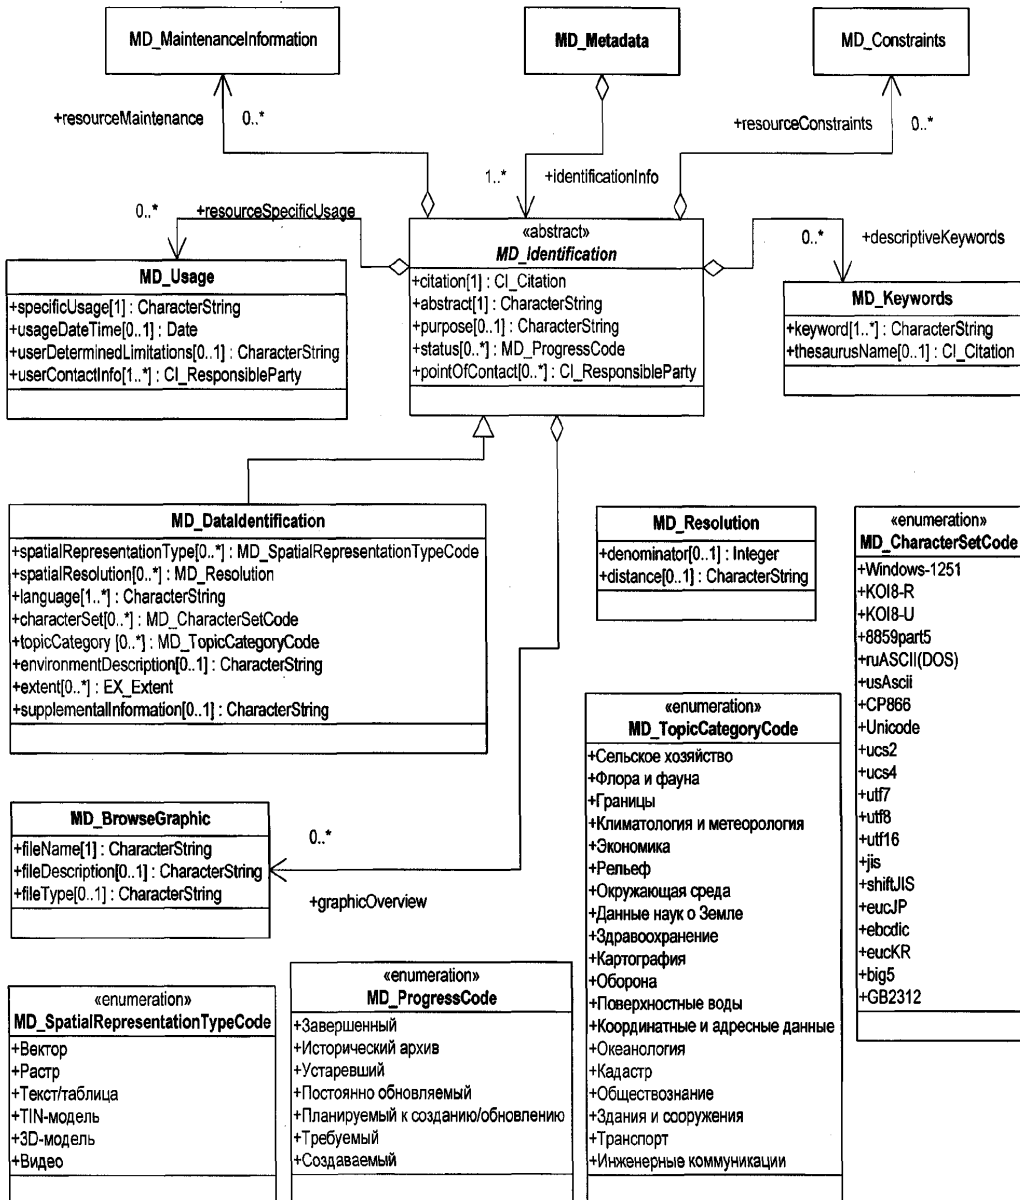 MD_MaintenanceInformation
MD_Metadata
MD_Constraints
+resourceMaintenance
0..*
1..*
+identificationInfo
+resourceConstraints
0..*
0..*
+resourceSpecificUsage
0..*
+descriptiveKeywords
«abstract»
MD_Identification
+citation[1] : CI_Citation
+abstract[1] : CharacterString
+purpose[0..1] : CharacterString
+status[0..*] : MD_ProgressCode
+pointOfContact[0..*] : CI_ResponsibleParty
MD_Usage
+specificUsage[1] : CharacterString
+usageDateTime[0..1] : Date
+userDeterminedLimitations[0..1] : CharacterString
+userContactInfo[1..*] : CI_ResponsibleParty
MD_Keywords
+keyword[1..*] : CharacterString
+thesaurusName[0..1] : CI_Citation
MD_DataIdentification
+spatialRepresentationType[0..*] : MD_SpatialRepresentationTypeCode
+spatialResolution[0..*] : MD_Resolution
+language[1..*] : CharacterString
+characterSet[0..*] : MD_CharacterSetCode
+topicCategory [0..*] : MD_TopicCategoryCode
+environmentDescription[0..1] : CharacterString
+extent[0..*] : EX_Extent
+supplementalInformation[0..1] : CharacterString
MD_Resolution
+denominator[0..1] : Integer
+distance[0..1] : CharacterString
«enumeration»
MD_CharacterSetCode
+Windows-1251
+KOI8-R
+KOI8-U
+8859part5
+ruASCII(DOS)
+usAscii
+CP866
+Unicode
+ucs2
+ucs4
+utf7
+utf8
+utf16
+jis
+shiftJIS
+eucJP
+ebcdic
+eucKR
+big5
+GB2312
«enumeration»
MD_TopicCategoryCode
+Сельское хозяйство
+Флора и фауна
+Границы
+Климатология и метеорология
+Экономика
+Рельеф
+Окружающая среда
+Данные наук о Земле
+Здравоохранение
+Картография
+Оборона
+Поверхностные воды
+Координатные и адресные данные
+Океанология
+Кадастр
+Обществознание
+Здания и сооружения
+Транспорт
+Инженерные коммуникации
MD_BrowseGraphic
+fileName[1] : CharacterString
+fileDescription[0..1] : CharacterString
+fileType[0..1] : CharacterString
0..*
+graphicOverview
«enumeration»
MD_SpatialRepresentationTypeCode
+Вектор
+Растр
+Текст/таблица
+TIN-модель
+3D-модель
+Видео
«enumeration»
MD_ProgressCode
+Завершенный
+Исторический архив
+Устаревший
+Постоянно обновляемый
+Планируемый к созданию/обновлению
+Требуемый
+Создаваемый